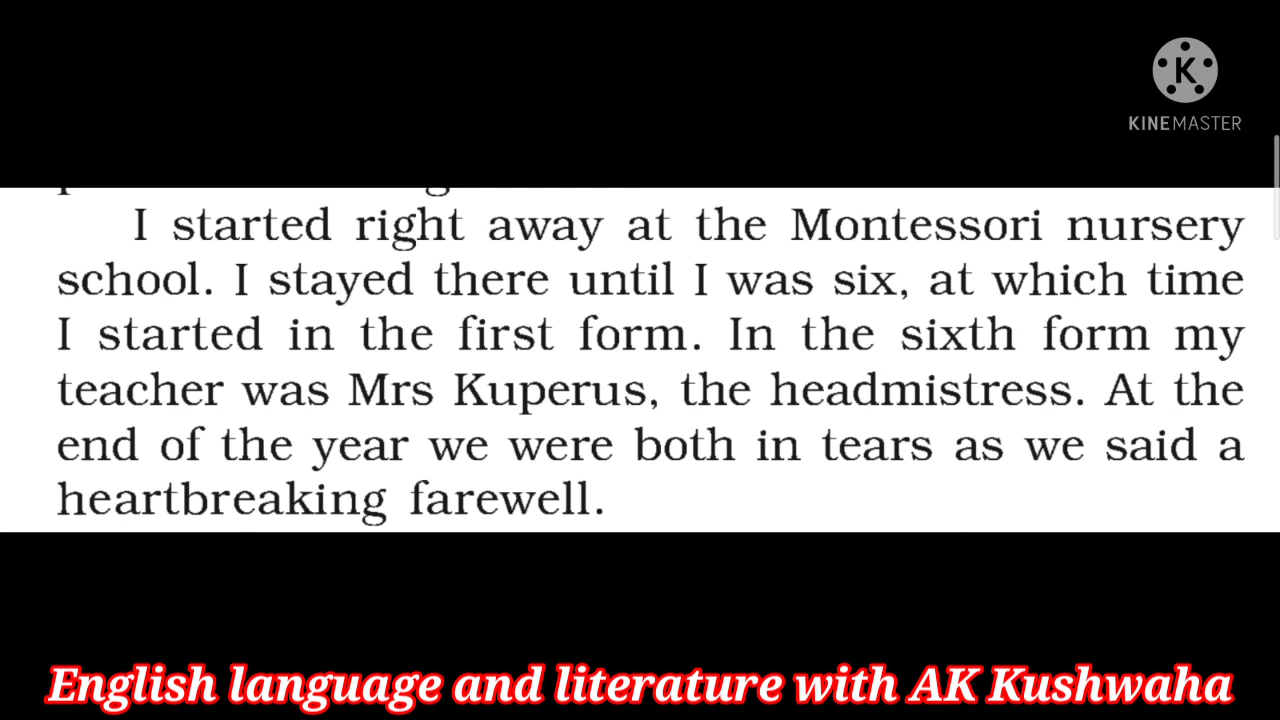 KINEMASTER
I started right away at the Montessori nursery
school. I stayed there until I was six, at which time
I started in the first form. In the sixth form my
teacher was Mrs Kuperus, the headmistress. At the
end of the year we were both in tears as we said a
heartbreaking farewell.
English language and literature with AK Kushwaha